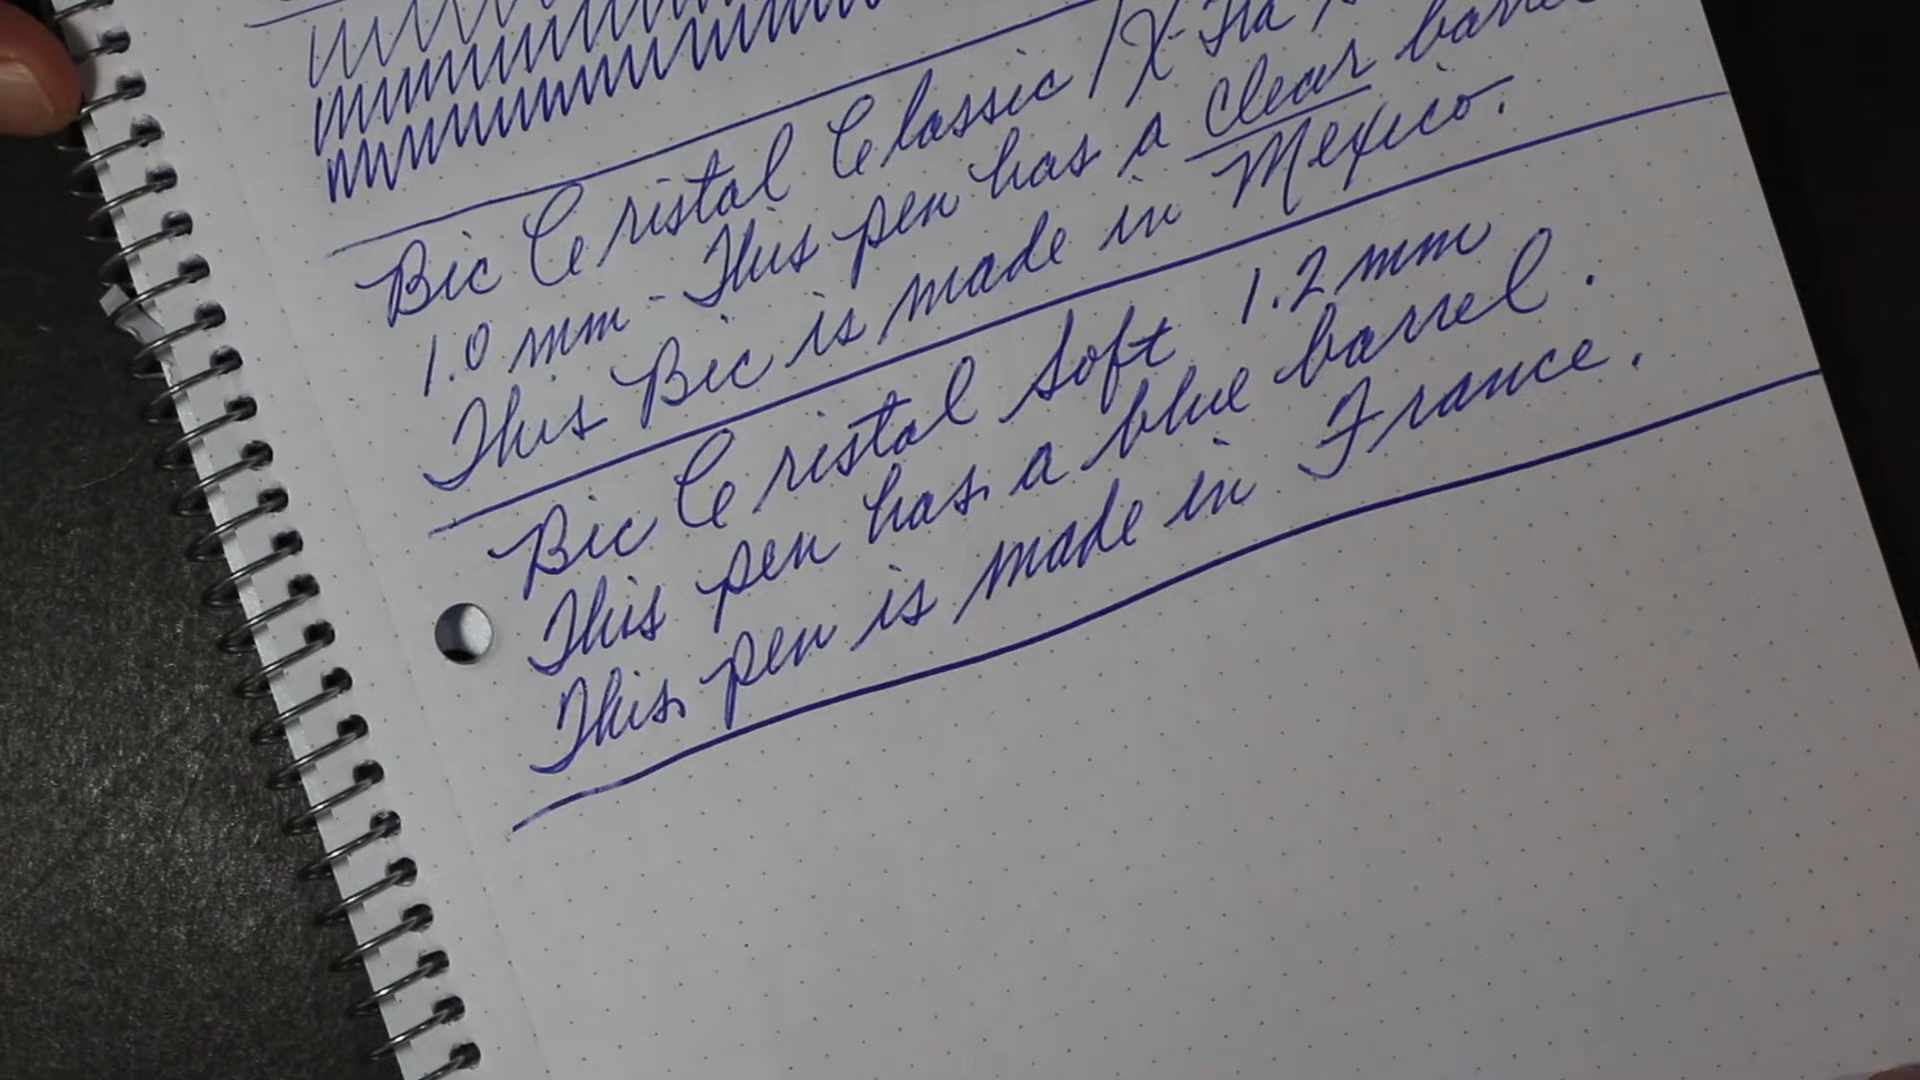 Bic Cristal Classic / X-
1.0 mm - This pen has a clear barrel
This Bic is made in Mexico.
Bic Cristal Soft 1.2 mm
This pen has a blue barrel.
This pen is made in France.